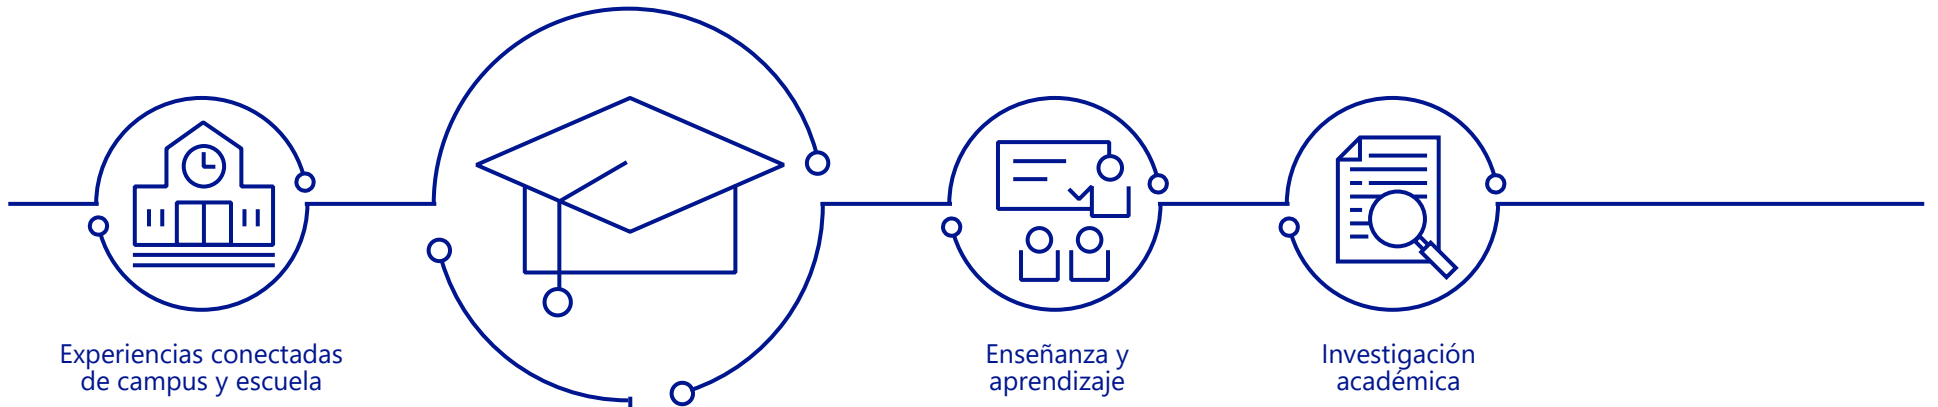 Experiencias conectadas
de campus y escuela
Enseñanza y
aprendizaje
Investigación
académica